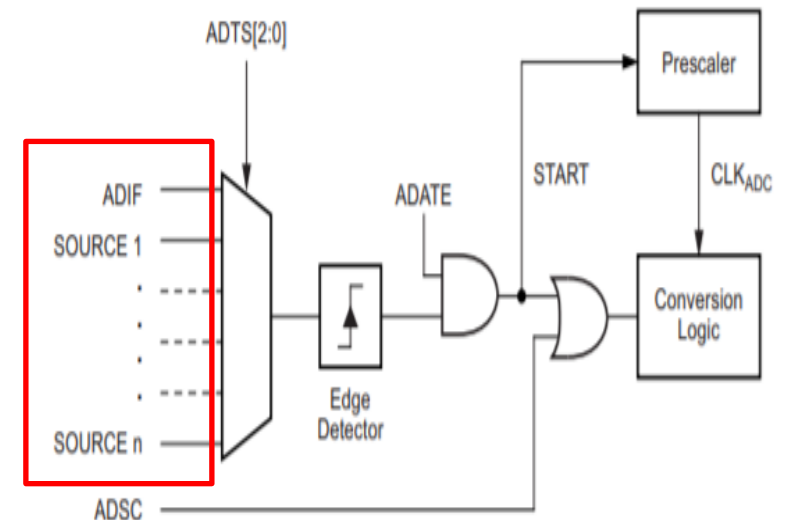 ADTS[2:0]
Prescaler
ADIF
ADATE
START
CLKADC
SOURCE 1
.
.
.
.
Conversion
Logic
Edge
Detector
SOURCE n
ADSC